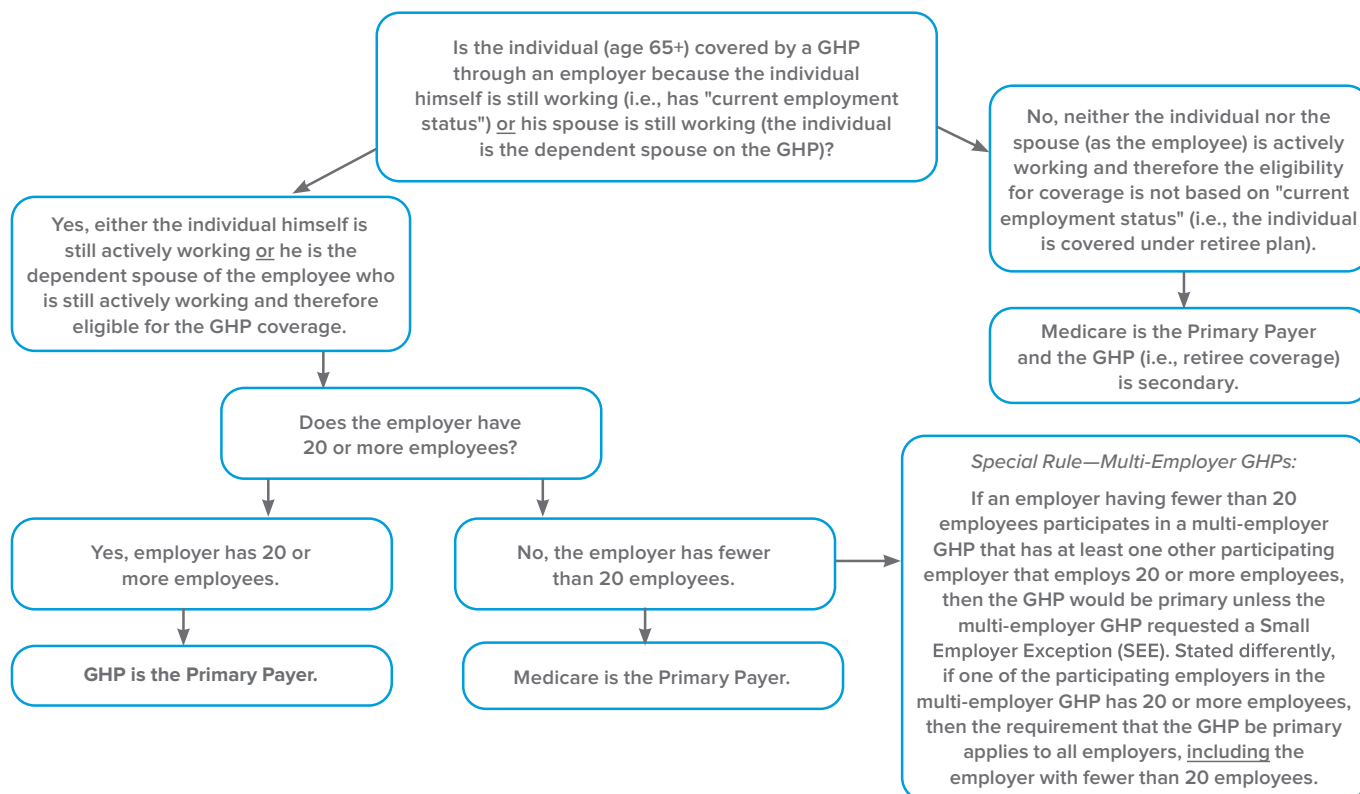 Is the individual (age 65+) covered by a GHP
through an employer because the individual
himself is still working (i.e., has "current employment
status") or his spouse is still working (the individual
is the dependent spouse on the GHP)?
No, neither the individual nor the
spouse (as the employee) is actively
working and therefore the eligibility
for coverage is not based on "current
employment status" (i.e., the individual
is covered under retiree plan).
Yes, either the individual himself is
still actively working or he is the
dependent spouse of the employee who
is still actively working and therefore
eligible for the GHP coverage.
Medicare is the Primary Payer
and the GHP (i.e., retiree coverage)
is secondary.
Does the employer have
20 or more employees?
Yes, employer has 20 or
more employees.
No, the employer has fewer
than 20 employees.
GHP is the Primary Payer.
Medicare is the Primary Payer.
Special Rule—Multi-Employer GHPs:
If an employer having fewer than 20
employees participates in a multi-employer
GHP that has at least one other participating
employer that employs 20 or more employees,
then the GHP would be primary unless the
multi-employer GHP requested a Small
Employer Exception (SEE). Stated differently,
if one of the participating employers in the
multi-employer GHP has 20 or more employees,
then the requirement that the GHP be primary
applies to all employers, including the
employer with fewer than 20 employees.